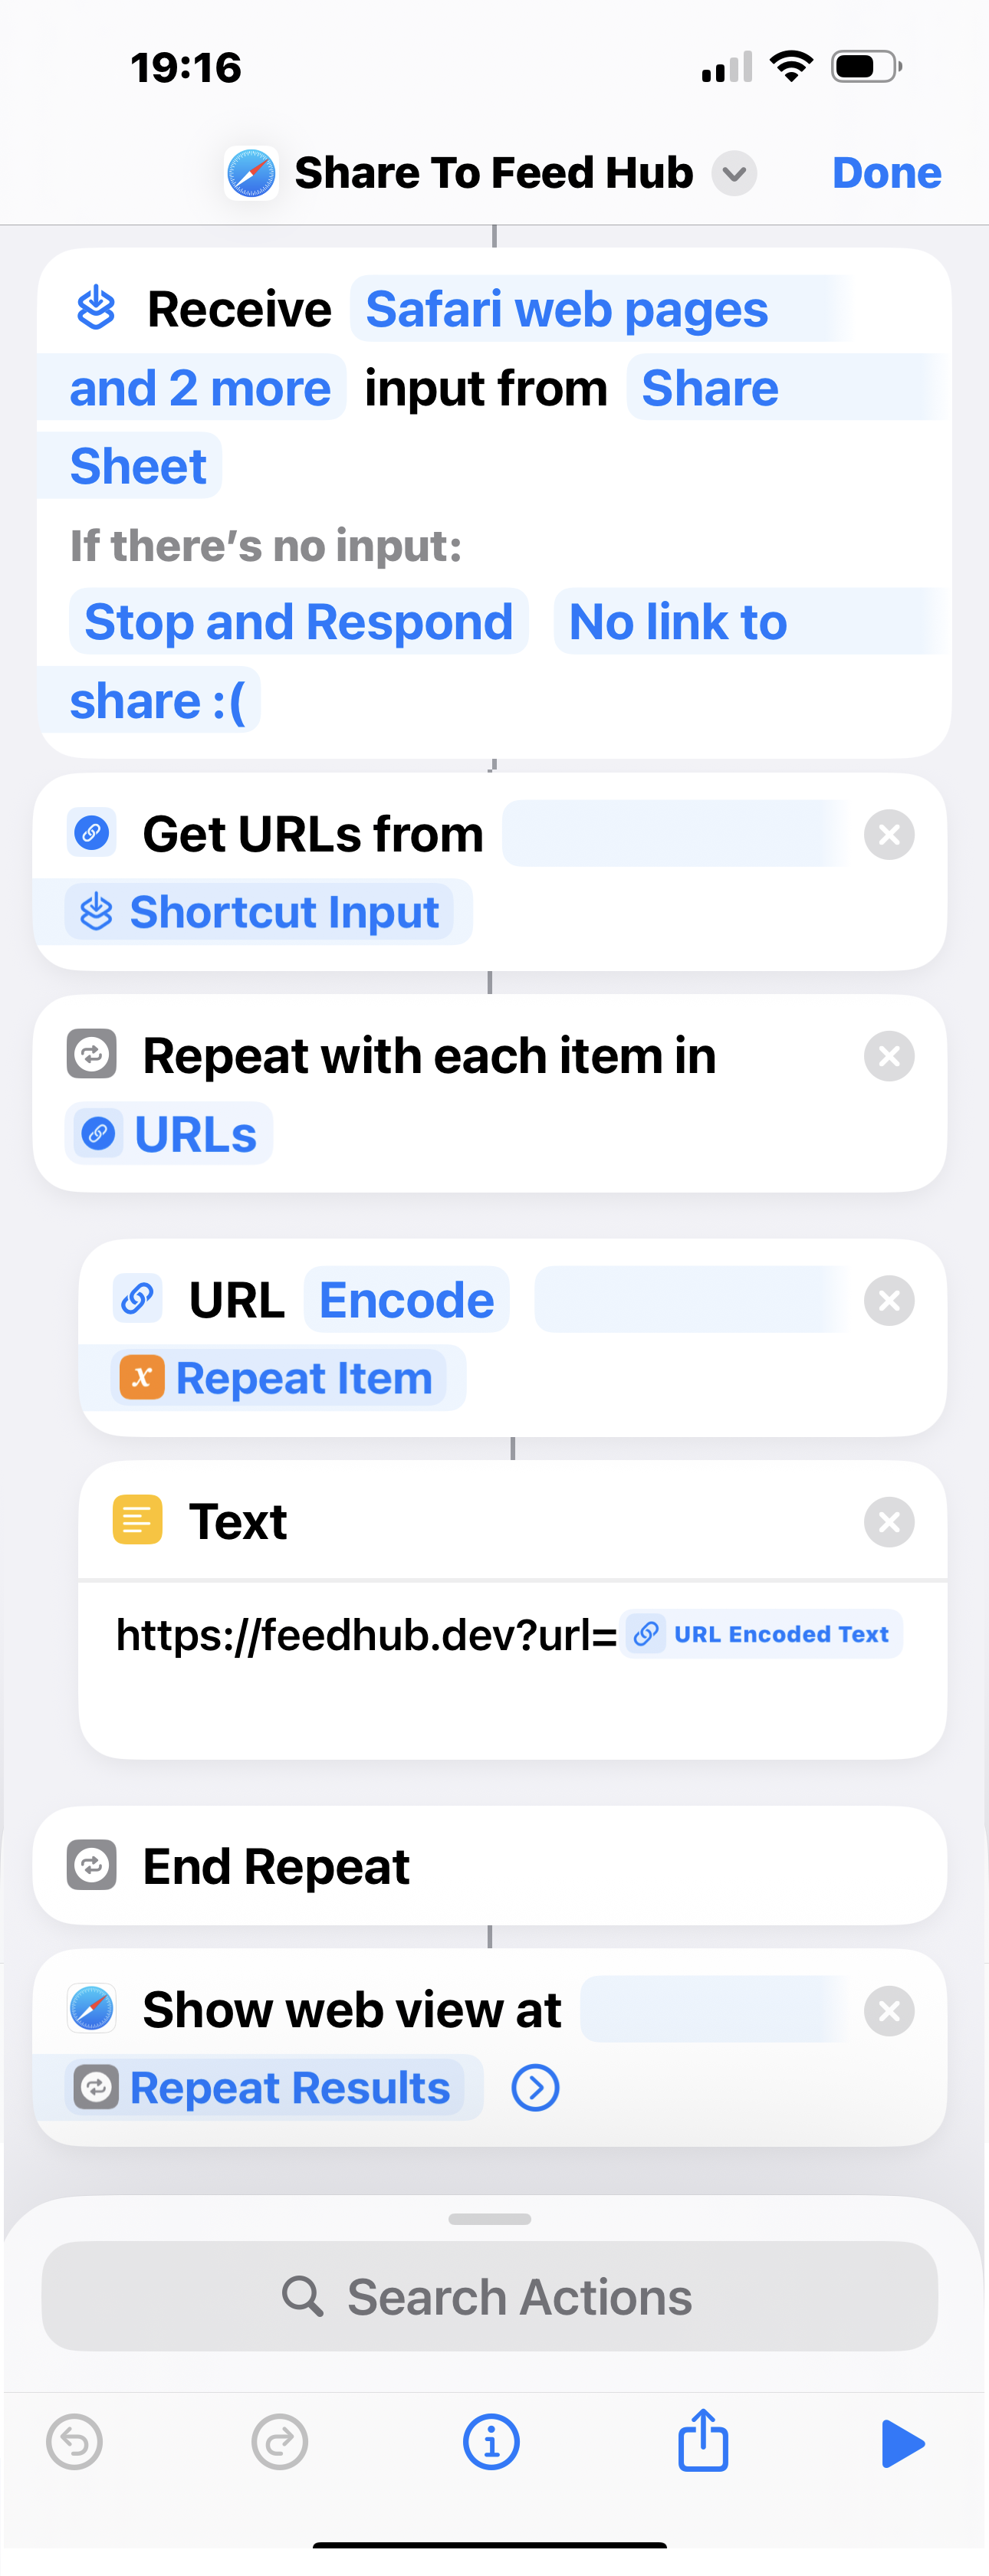 19:16
Share To Feed Hub
Done
Receive Safari web pages
and 2 more input from Share
Sheet
If there’s no input:
Stop and Respond No link to
share :(
Get URLs from
Shortcut Input
Repeat with each item in
URLs
URL Encode
x Repeat Item
Text
https://feedhub.dev?url= URL Encoded Text
End Repeat
Show web view at
Repeat Results
Search Actions